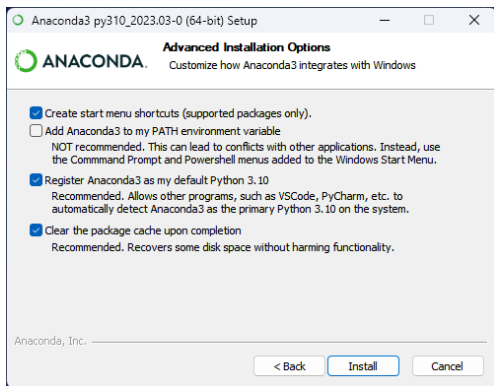 Anaconda3 py310_2023.03-0 (64-bit) Setup
ANACONDA.
Advanced Installation Options
Customize how Anaconda3 integrates with Windows
Create start menu shortcuts (supported packages only).
Add Anaconda3 to my PATH environment variable
NOT recommended. This can lead to conflicts with other applications. Instead, use
the Commmand Prompt and Powershell menus added to the Windows Start Menu.
Register Anaconda3 as my default Python 3.10
Recommended. Allows other programs, such as VSCode, PyCharm, etc. to
automatically detect Anaconda3 as the primary Python 3.10 on the system.
Clear the package cache upon completion
Recommended. Recovers some disk space without harming functionality.
Anaconda, Inc.
< Back
Install
Cancel